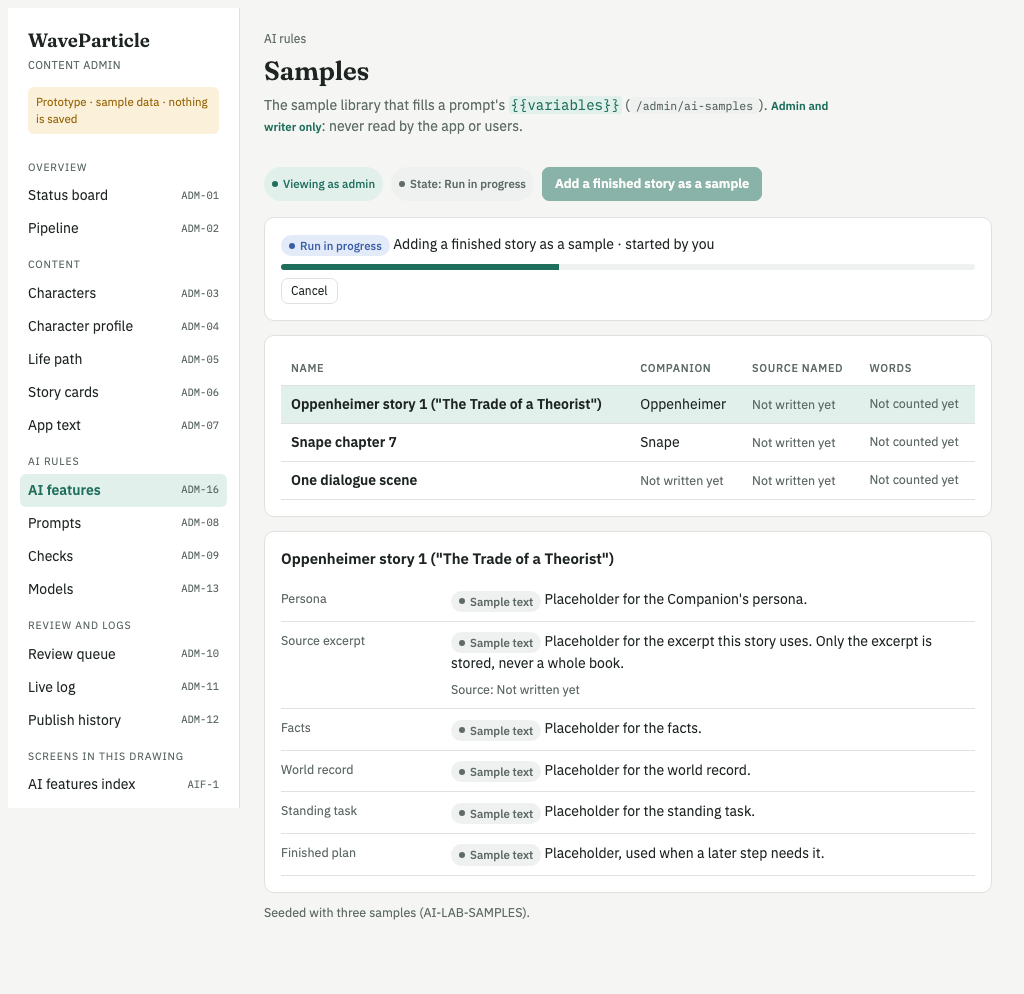 WaveParticle
CONTENT ADMIN
Prototype · sample data · nothing
is saved
OVERVIEW
Status board ADM-01
Pipeline ADM-02
CONTENT
Characters ADM-03
Character profile ADM-04
Life path ADM-05
Story cards ADM-06
App text ADM-07
AI RULES
AI features ADM-16
Prompts ADM-08
Checks ADM-09
Models ADM-13
REVIEW AND LOGS
Review queue ADM-10
Live log ADM-11
Publish history ADM-12
SCREENS IN THIS DRAWING
AI features index AIF-1
AI rules
Samples
The sample library that fills a prompt's {{variables}} ( /admin/ai-samples ). Admin and
writer only: never read by the app or users.
Viewing as admin State: Run in progress Add a finished story as a sample
Run in progress Adding a finished story as a sample · started by you
Cancel
NAME COMPANION SOURCE NAMED WORDS
Oppenheimer story 1 ("The Trade of a Theorist") Oppenheimer Not written yet Not counted yet
Snape chapter 7 Snape Not written yet Not counted yet
One dialogue scene Not written yet Not written yet Not counted yet
Oppenheimer story 1 ("The Trade of a Theorist")
Persona Sample text Placeholder for the Companion's persona.
Source excerpt Sample text Placeholder for the excerpt this story uses. Only the excerpt is
stored, never a whole book.
Source: Not written yet
Facts Sample text Placeholder for the facts.
World record Sample text Placeholder for the world record.
Standing task Sample text Placeholder for the standing task.
Finished plan Sample text Placeholder, used when a later step needs it.
Seeded with three samples (AI-LAB-SAMPLES).